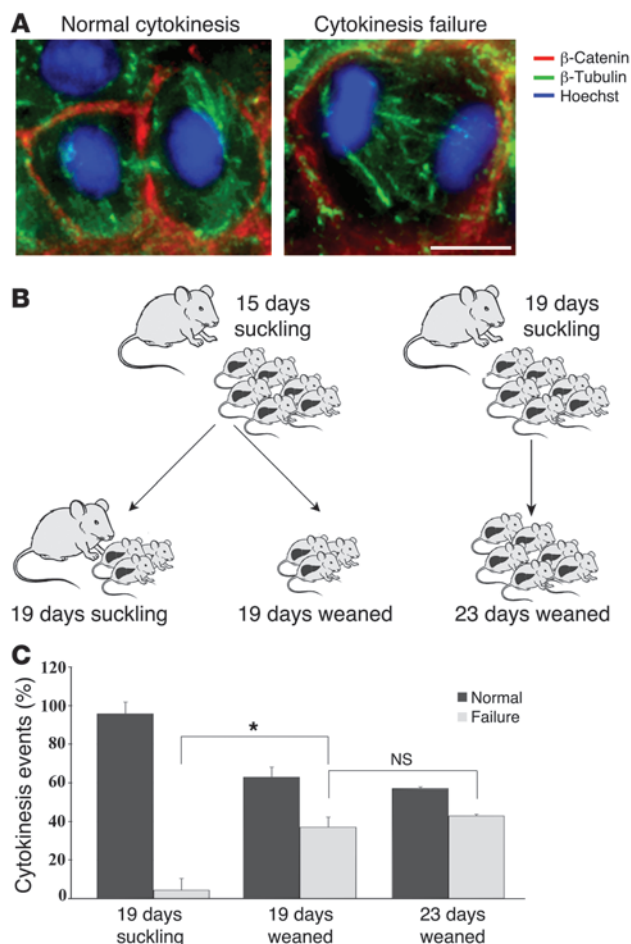 A
Normal cytokinesis
Cytokinesis failure
β-Catenin
β-Tubulin
Hoechst
B
15 days
suckling
19 days
suckling
19 days suckling
19 days weaned
23 days weaned
C
Cytokinesis events (%)
120
100
80
60
40
20
0
*
NS
Normal
Failure
19 days
suckling
19 days
weaned
23 days
weaned